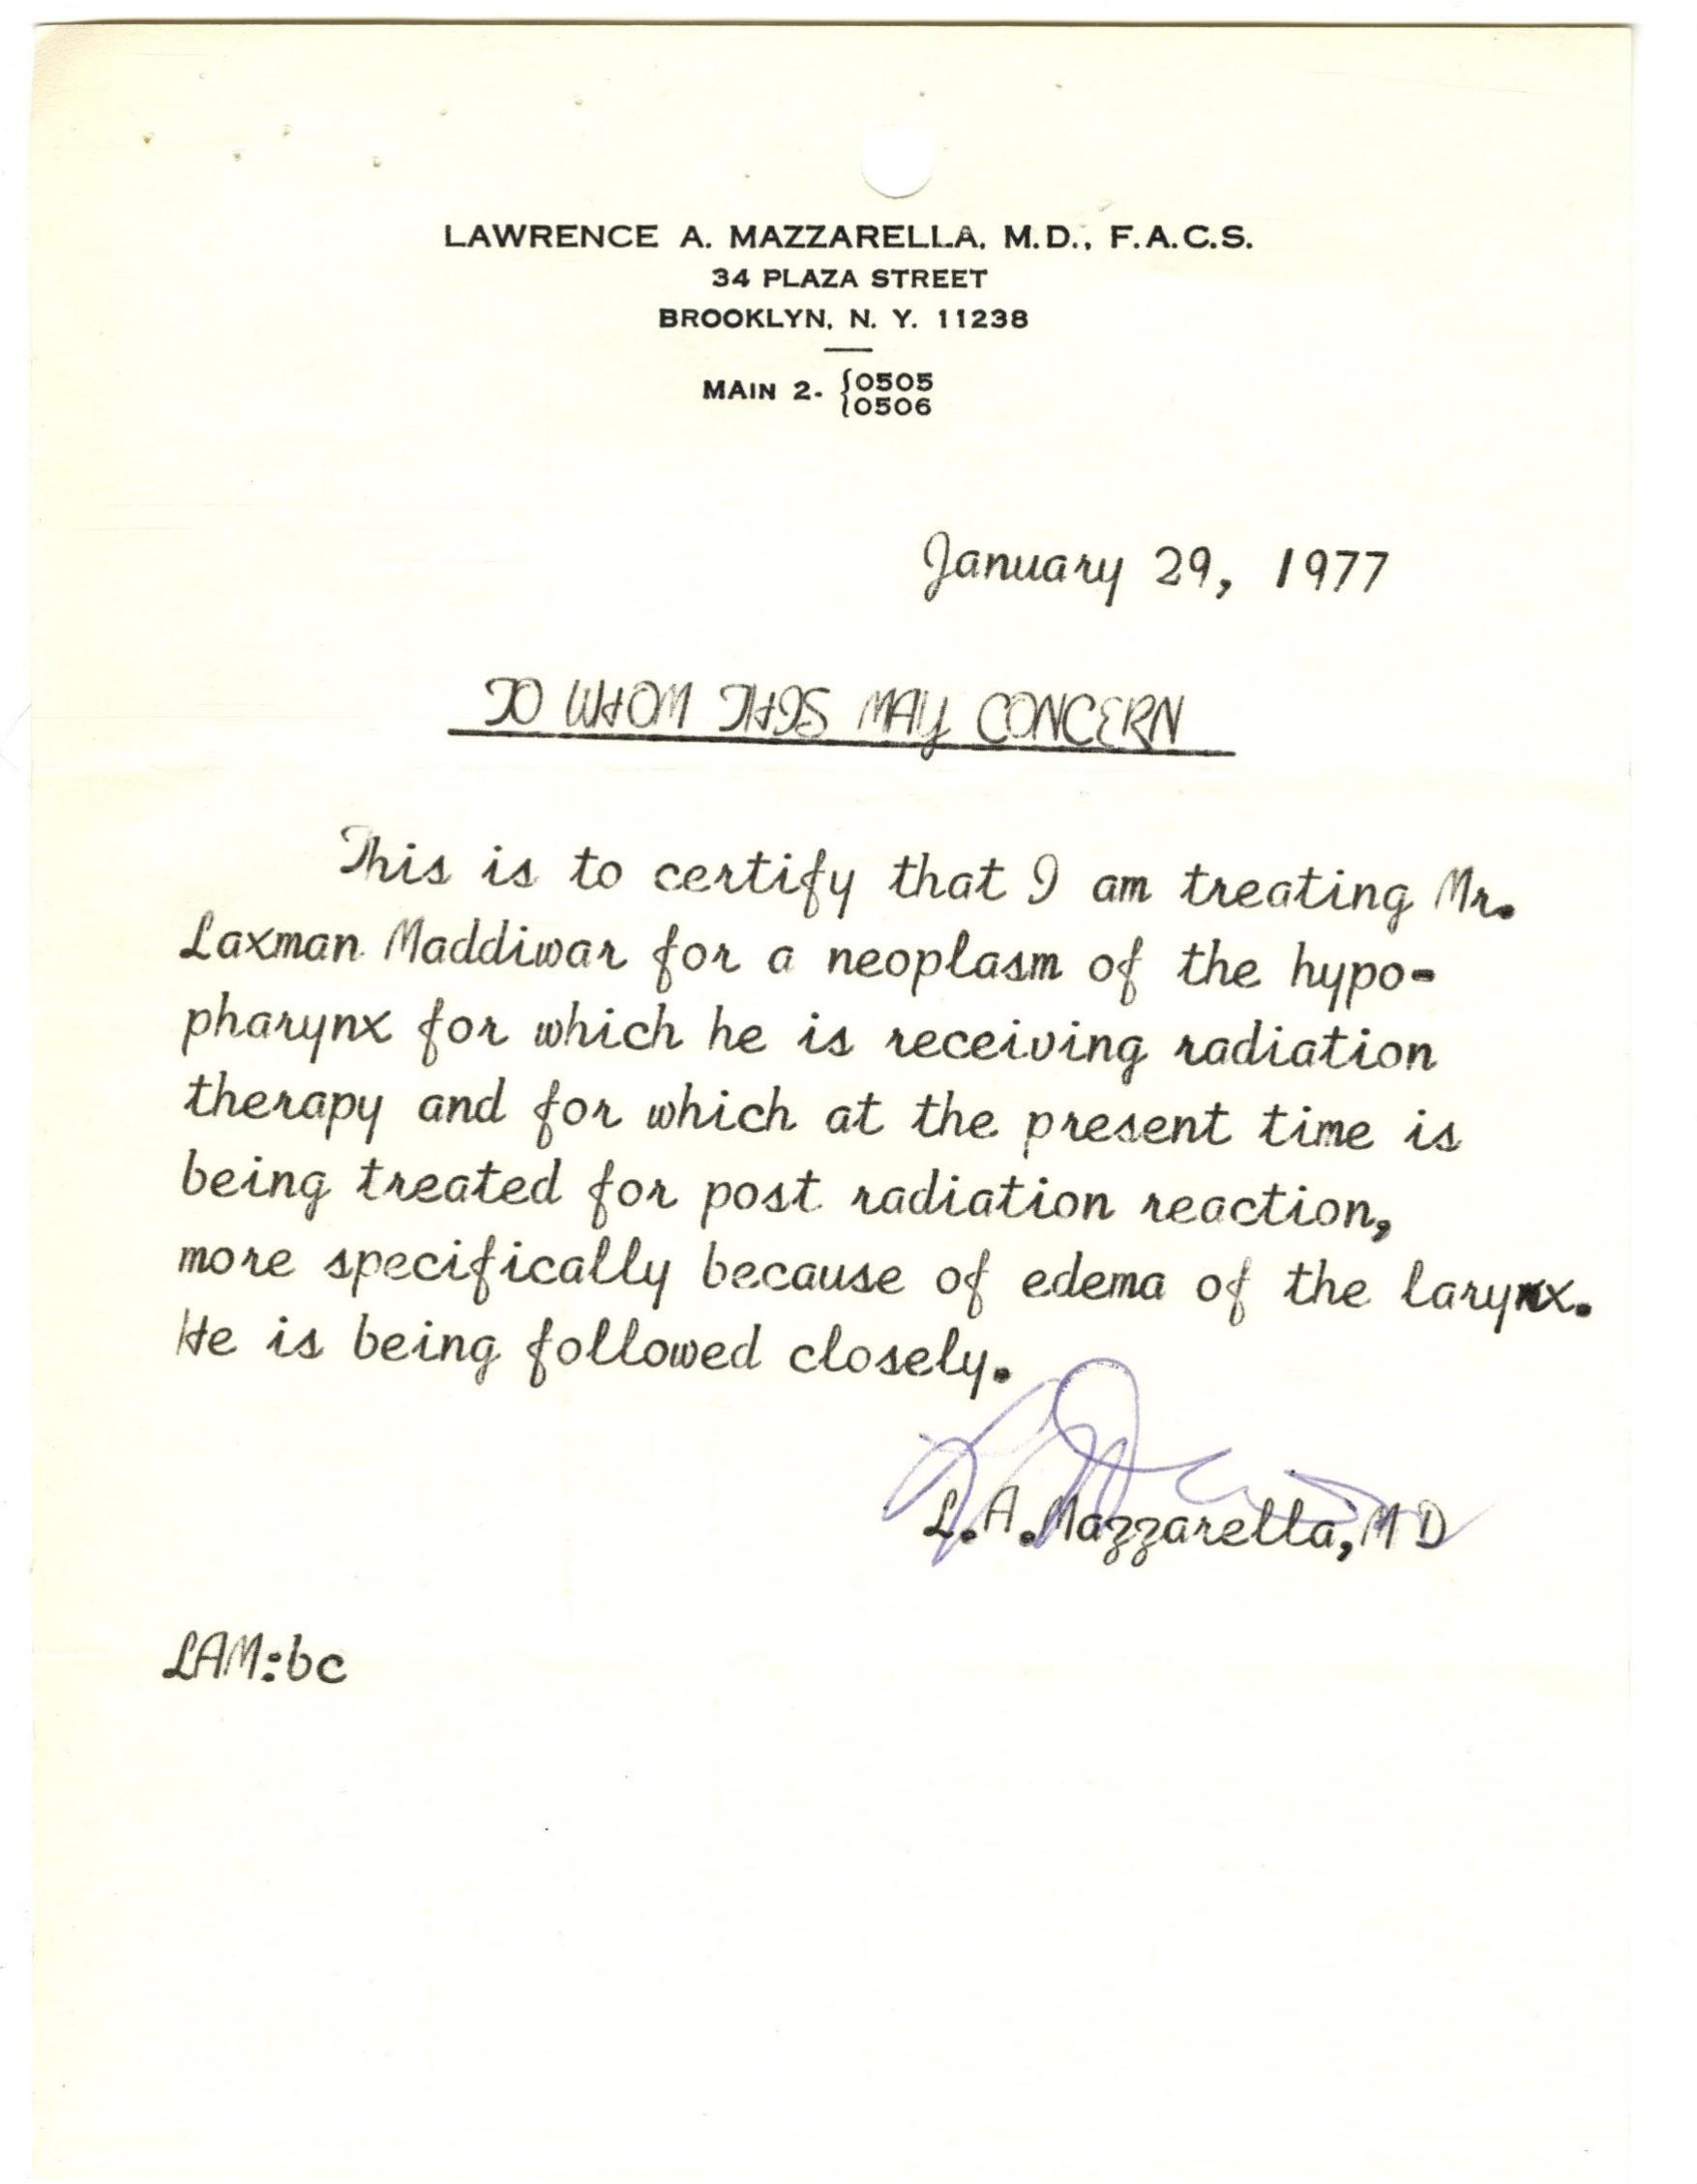 LAWRENCE A. MAZZARELLA, M.D., F.A.C.S.
34 PLAZA STREET
BROOKLYN, N. Y. 11238
MAIN 2- {0505
{0506
January 29, 1977
TO WHOM THIS MAY CONCERN
This is to certify that I am treating Mr.
Laxman Maddiwar for a neoplasm of the hypo-
pharynx for which he is receiving radiation
therapy and for which at the present time is
being treated for post radiation reaction,
more specifically because of edema of the larynx.
He is being followed closely.
L.A.Mazzarella,MD
LAM:bc